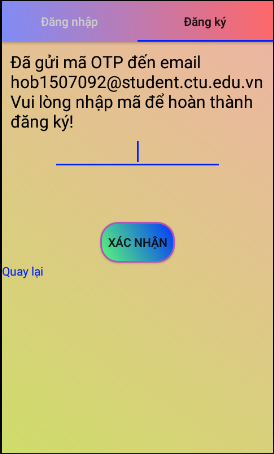 Đăng nhập
Đăng ký
Đã gửi mã OTP đến email
hob1507092@student.ctu.edu.vn
Vui lòng nhập mã để hoàn thành
đăng ký!
XÁC NHẬN
Quay lại